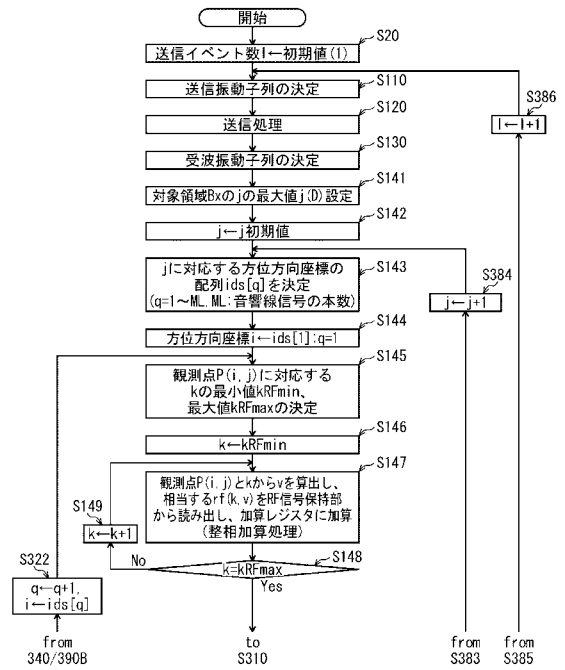 開始
S20
送信イベント数l←初期値(1)
S110
送信振動子列の決定
S386
l←l+1
S120
送信処理
S130
受波振動子列の決定
S141
対象領域Bxのjの最大値j(D)設定
S142
j←j初期値
S143
jに対応する方位方向座標の
配列ids[q]を決定
(q=1~ML,ML:音響線信号の本数)
S384
j←j+1
S144
方位方向座標i←ids[1]:q=1
S145
観測点P(i,j)に対応する
kの最小値kRFmin、
最大値kRFmaxの決定
S146
k←kRFmin
S147
観測点P(i,j)とkからvを算出し、
相当するrf(k,v)をRF信号保持部
から読み出し、加算レジスタに加算
(整相加算処理)
S149
k←k+1
S148
k=kRFmax
No
Yes
S322
q←q+1,
i←ids[q]
from
340/390B
to
S310
from
S383
from
S385